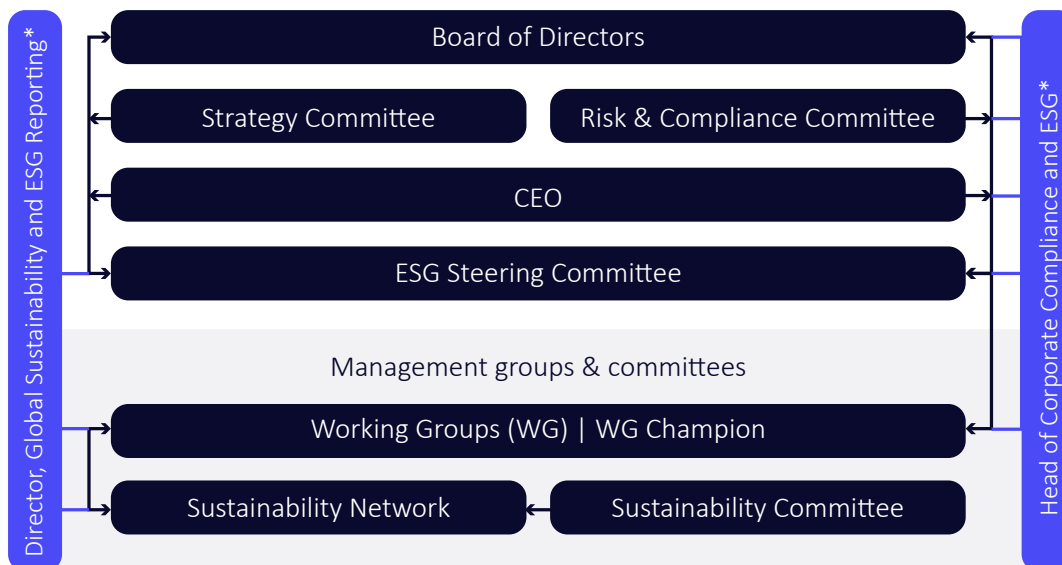 Director, Global Sustainability and ESG Reporting*
Board of Directors
Strategy Committee
Risk & Compliance Committee
CEO
ESG Steering Committee
Management groups & committees
Working Groups (WG) | WG Champion
Sustainability Network
Sustainability Committee
Head of Corporate Compliance and ESG*